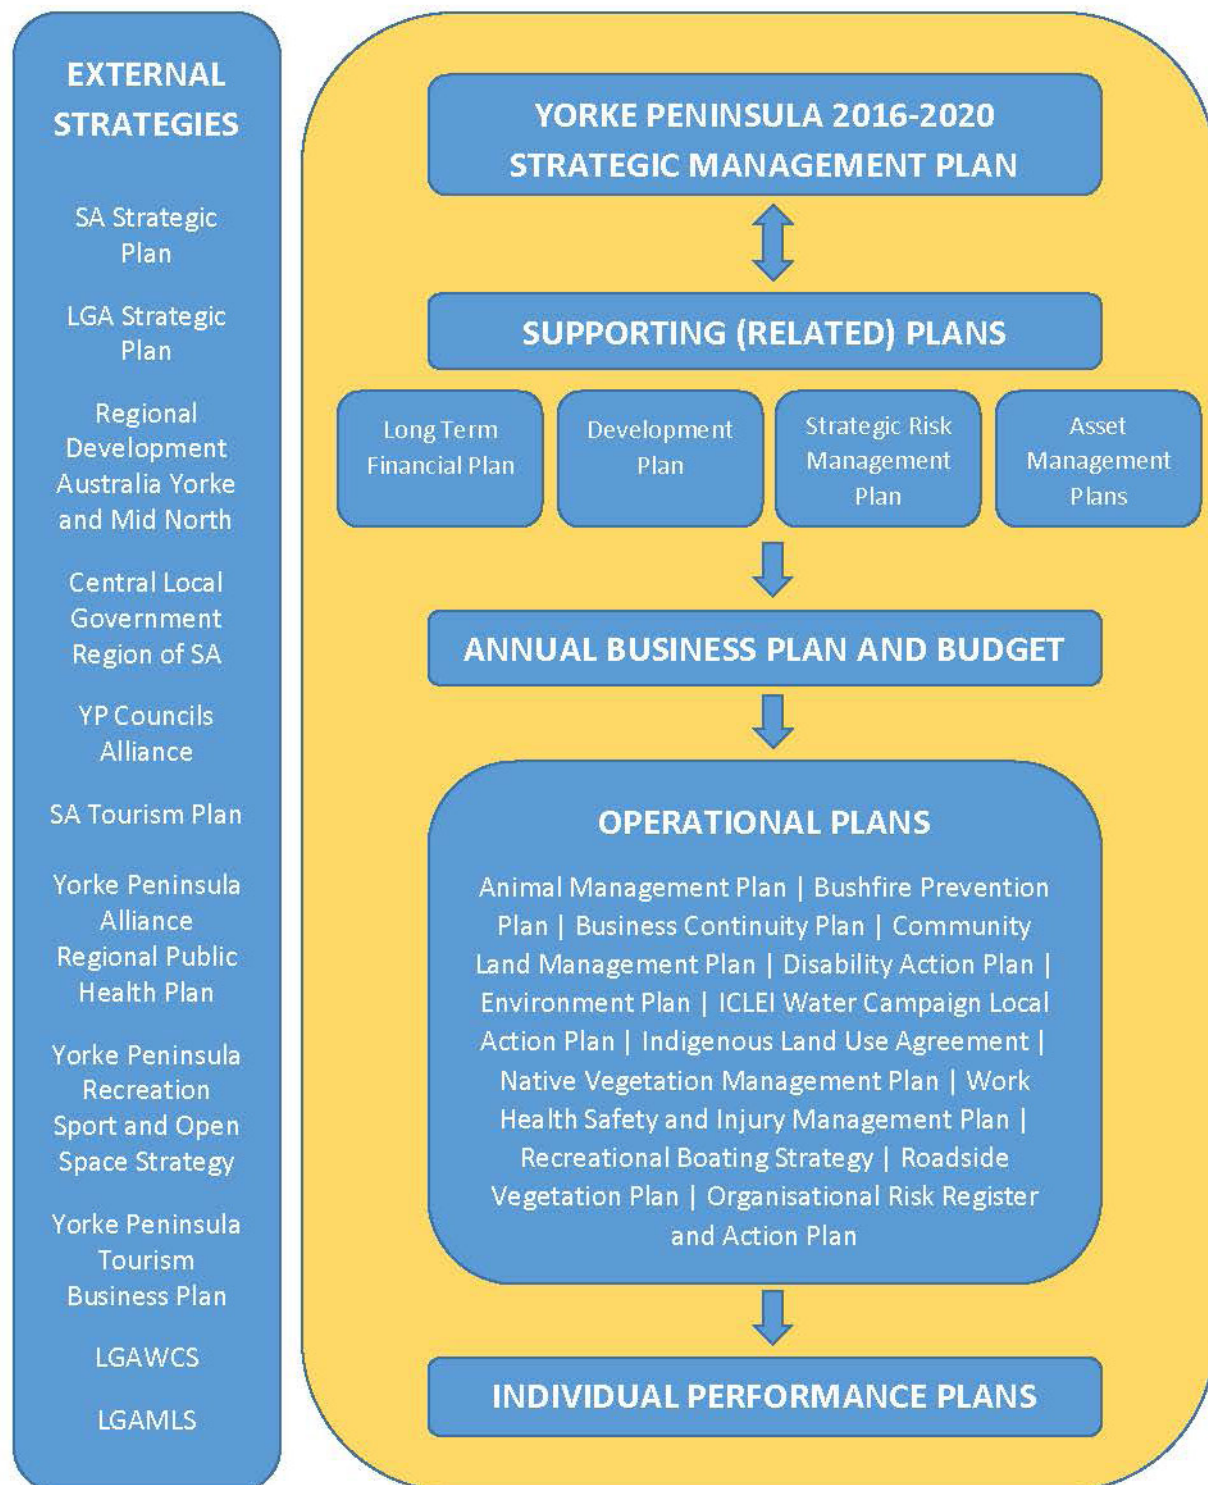 EXTERNAL
STRATEGIES
SA Strategic
Plan
LGA Strategic
Plan
Regional
Development
Australia Yorke
and Mid North
Central Local
Government
Region of SA
YP Councils
Alliance
SA Tourism Plan
Yorke Peninsula
Alliance
Regional Public
Health Plan
Yorke Peninsula
Recreation
Sport and Open
Space Strategy
Yorke Peninsula
Tourism
Business Plan
LGAWCS
LGAMLS
YORKE PENINSULA 2016-2020
STRATEGIC MANAGEMENT PLAN
SUPPORTING (RELATED) PLANS
Long Term
Financial Plan
Development
Plan
Strategic Risk
Management
Plan
Asset
Management
Plans
ANNUAL BUSINESS PLAN AND BUDGET
OPERATIONAL PLANS
Animal Management Plan | Bushfire Prevention
Plan | Business Continuity Plan | Community
Land Management Plan | Disability Action Plan |
Environment Plan | ICLEI Water Campaign Local
Action Plan | Indigenous Land Use Agreement |
Native Vegetation Management Plan | Work
Health Safety and Injury Management Plan |
Recreational Boating Strategy | Roadside
Vegetation Plan | Organisational Risk Register
and Action Plan
INDIVIDUAL PERFORMANCE PLANS